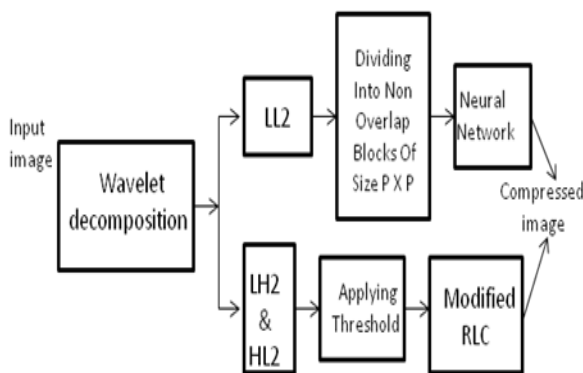 Input
image
Wavelet
decomposition
LL2
Dividing
Into Non
Overlap
Blocks Of
Size P X P
Neural
Network
LH2
&
HL2
Applying
Threshold
Modified
RLC
Compressed
image